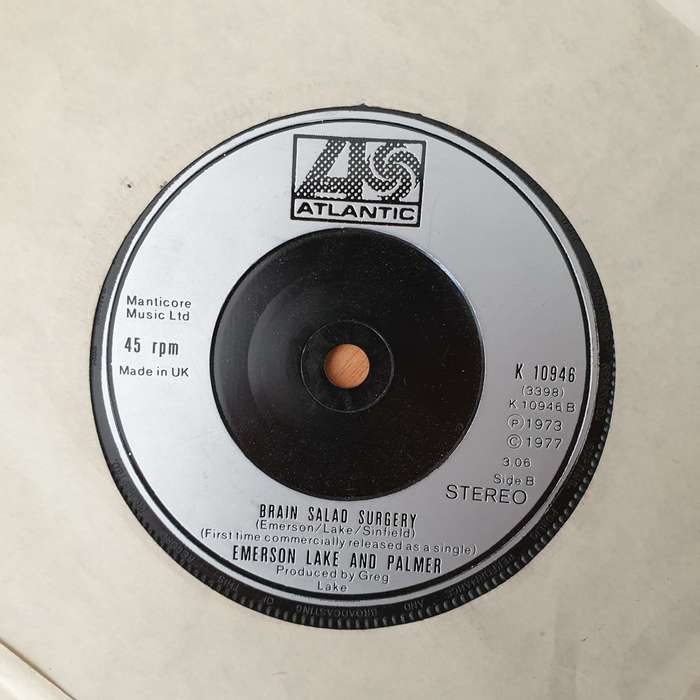 ATLANTIC
Manticore
Music Ltd
45 rpm
Made in UK
K 10946
(3398)
K 10946 B
Ⓟ 1973
© 1977
3.06
Side B
STEREO
BRAIN SALAD SURGERY
(Emerson/Lake/Sinfield)
(First time commercially released as a single)
EMERSON LAKE AND PALMER
Produced by Greg
Lake
BROADCASTING